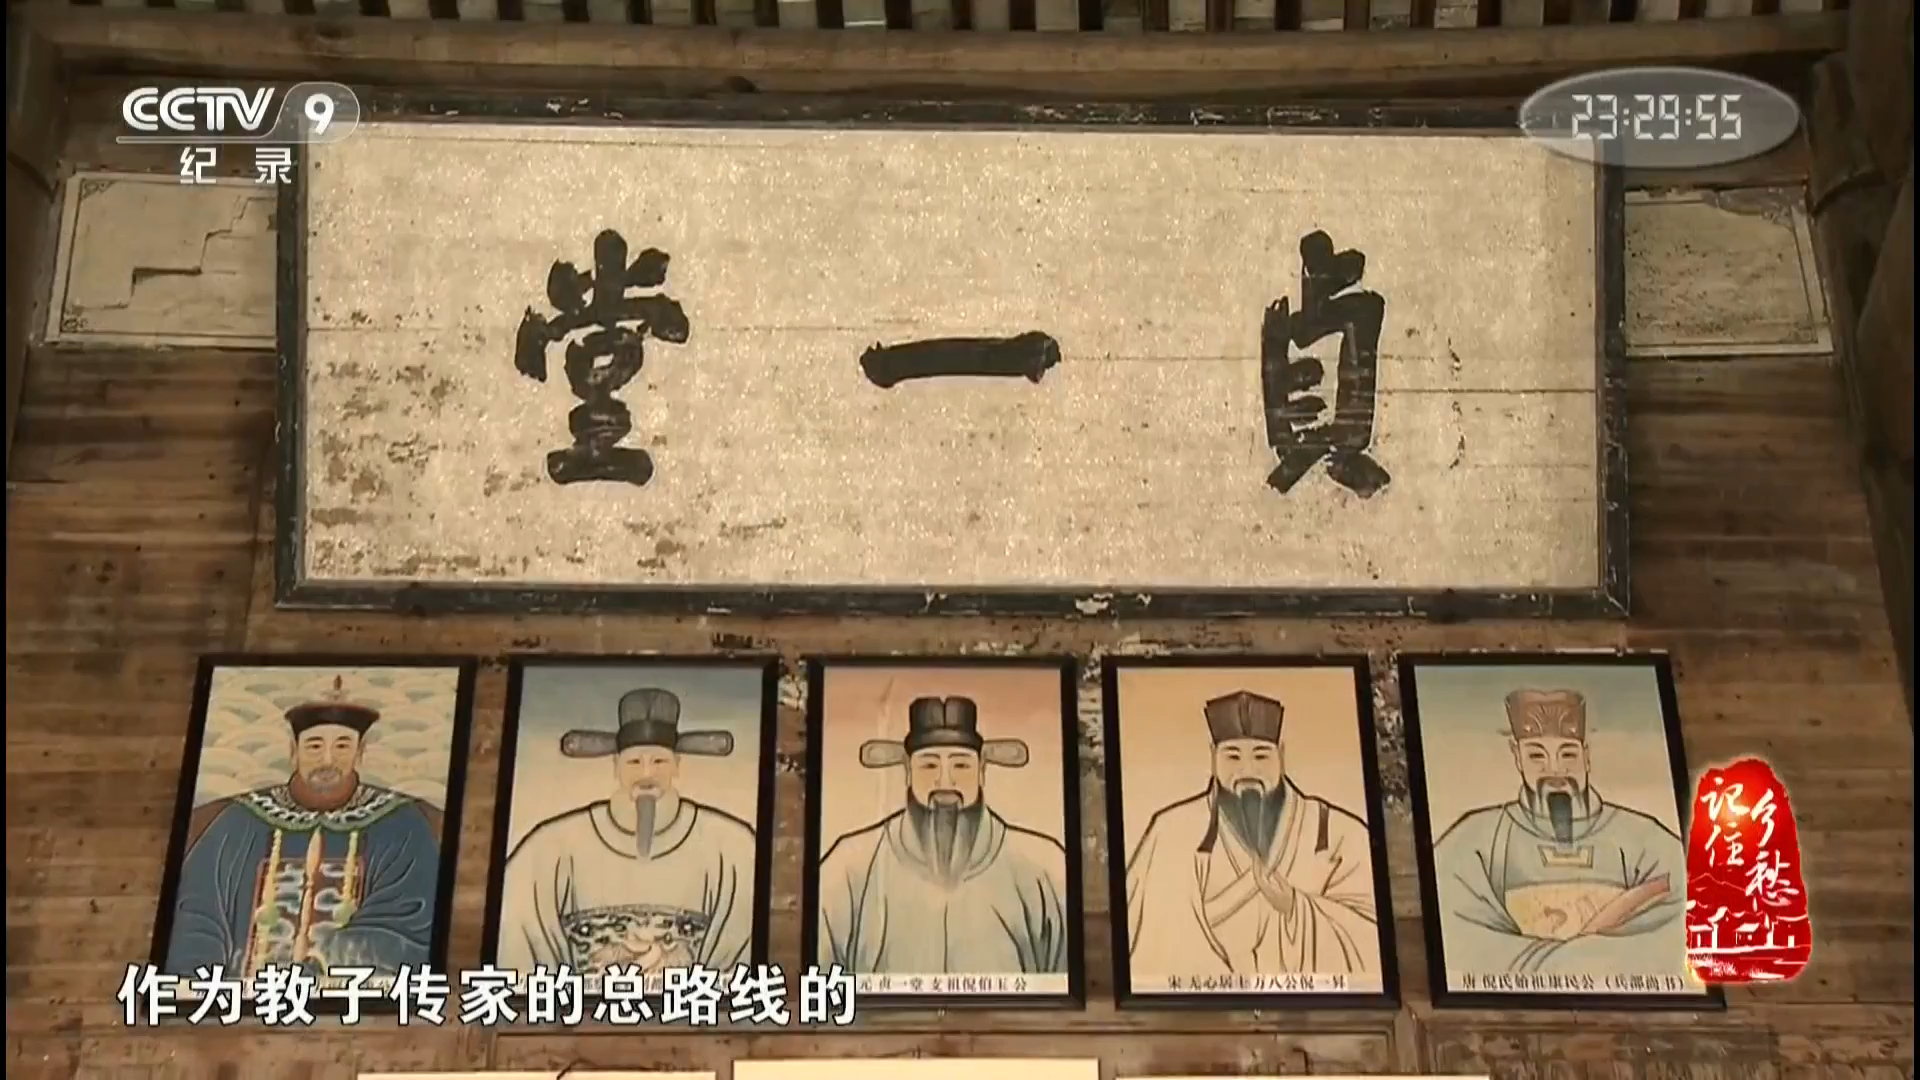 CCTV 9
纪录
23:29:55
貞一堂
元 貞一堂 支祖倪伯玉公
宋 无心居士万八公倪一昇
唐 倪氏始祖康民公（兵部尚书）
记住乡愁
作为教子传家的总路线的